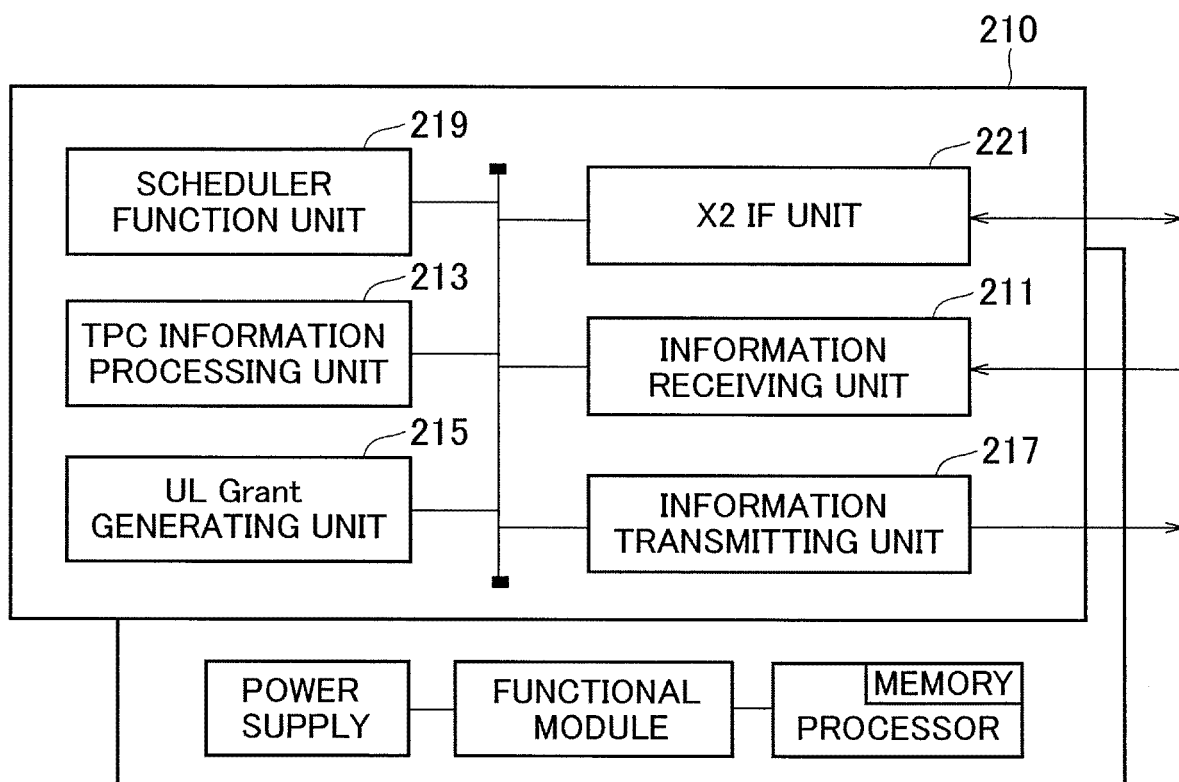 210
219
221
SCHEDULER
FUNCTION UNIT
X2 IF UNIT
213
211
TPC INFORMATION
PROCESSING UNIT
INFORMATION
RECEIVING UNIT
215
217
UL Grant
GENERATING UNIT
INFORMATION
TRANSMITTING UNIT
POWER
SUPPLY
FUNCTIONAL
MODULE
MEMORY
PROCESSOR